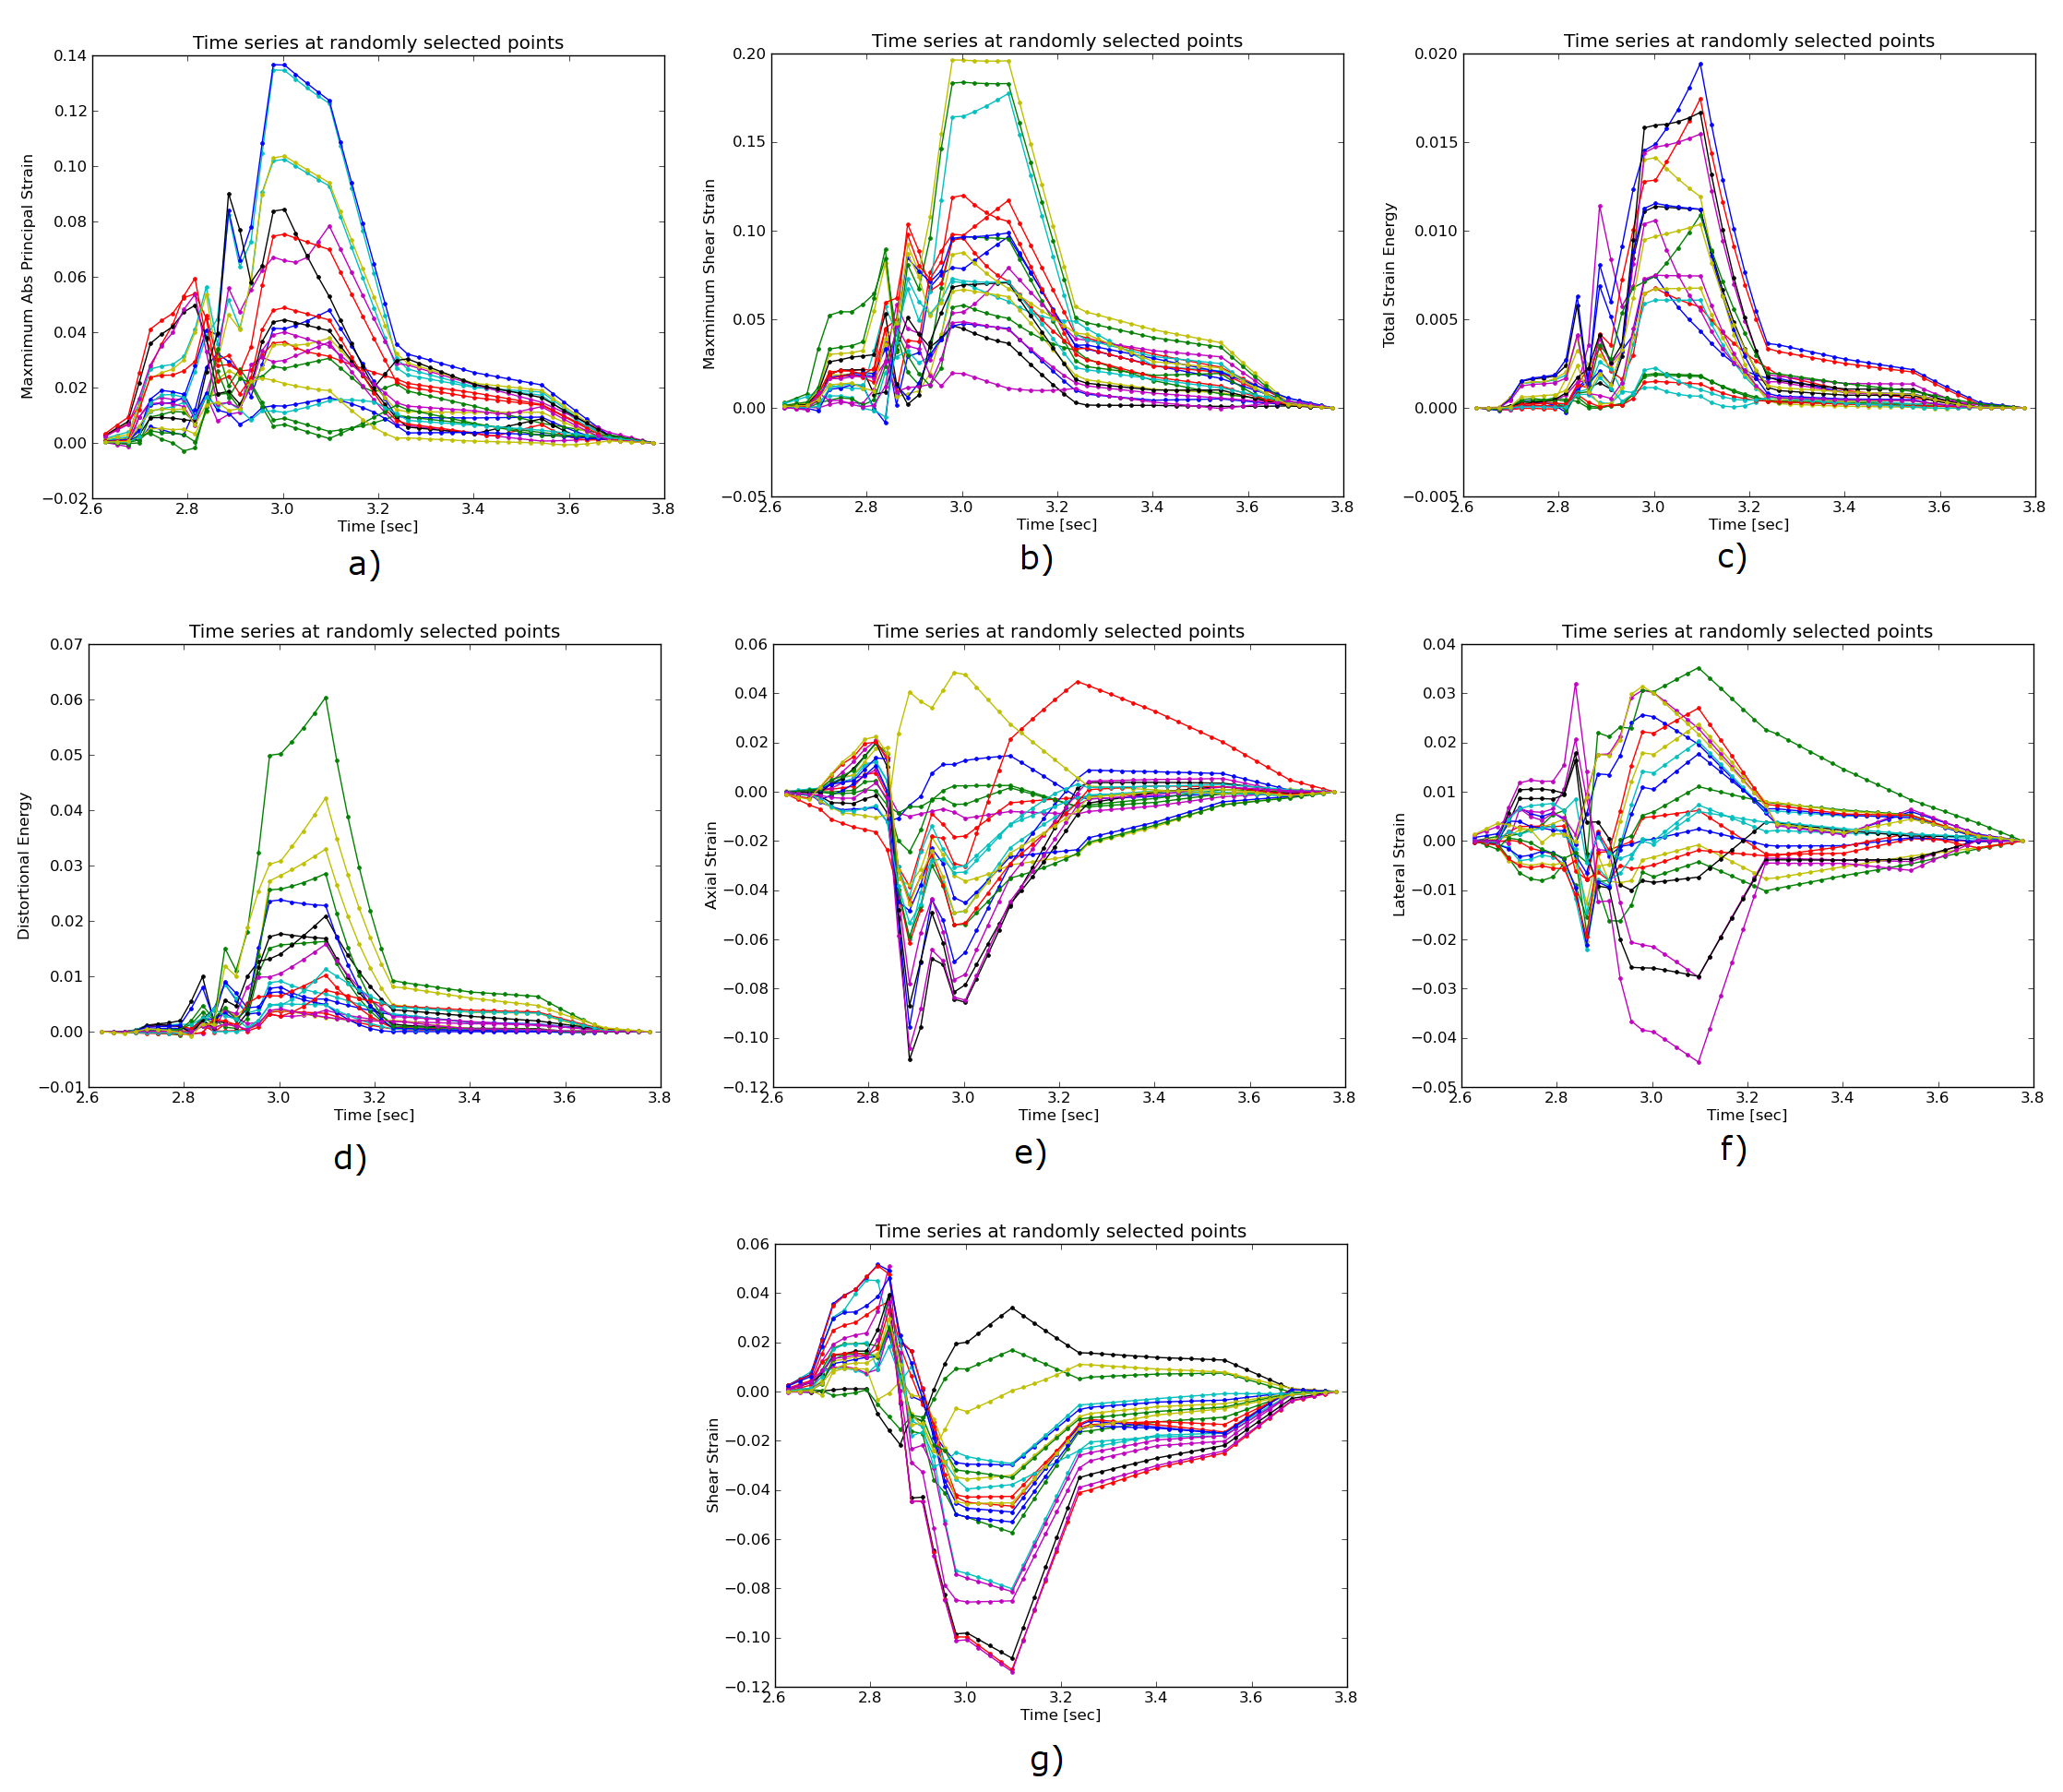 Time series at randomly selected points
Maxmimum Abs Principal Strain
0.14
0.12
0.10
0.08
0.06
0.04
0.02
0.00
−0.02
2.6 2.8 3.0 3.2 3.4 3.6 3.8
Time [sec]
a)
Time series at randomly selected points
Maxmimum Shear Strain
0.20
0.15
0.10
0.05
0.00
−0.05
2.6 2.8 3.0 3.2 3.4 3.6 3.8
Time [sec]
b)
Time series at randomly selected points
Total Strain Energy
0.020
0.015
0.010
0.005
0.000
−0.005
2.6 2.8 3.0 3.2 3.4 3.6 3.8
Time [sec]
c)
Time series at randomly selected points
Distortional Energy
0.07
0.06
0.05
0.04
0.03
0.02
0.01
0.00
−0.01
2.6 2.8 3.0 3.2 3.4 3.6 3.8
Time [sec]
d)
Time series at randomly selected points
Axial Strain
0.06
0.04
0.02
0.00
−0.02
−0.04
−0.06
−0.08
−0.10
−0.12
2.6 2.8 3.0 3.2 3.4 3.6 3.8
Time [sec]
e)
Time series at randomly selected points
Lateral Strain
0.04
0.03
0.02
0.01
0.00
−0.01
−0.02
−0.03
−0.04
−0.05
2.6 2.8 3.0 3.2 3.4 3.6 3.8
Time [sec]
f)
Time series at randomly selected points
Shear Strain
0.06
0.04
0.02
0.00
−0.02
−0.04
−0.06
−0.08
−0.10
−0.12
2.6 2.8 3.0 3.2 3.4 3.6 3.8
Time [sec]
g)